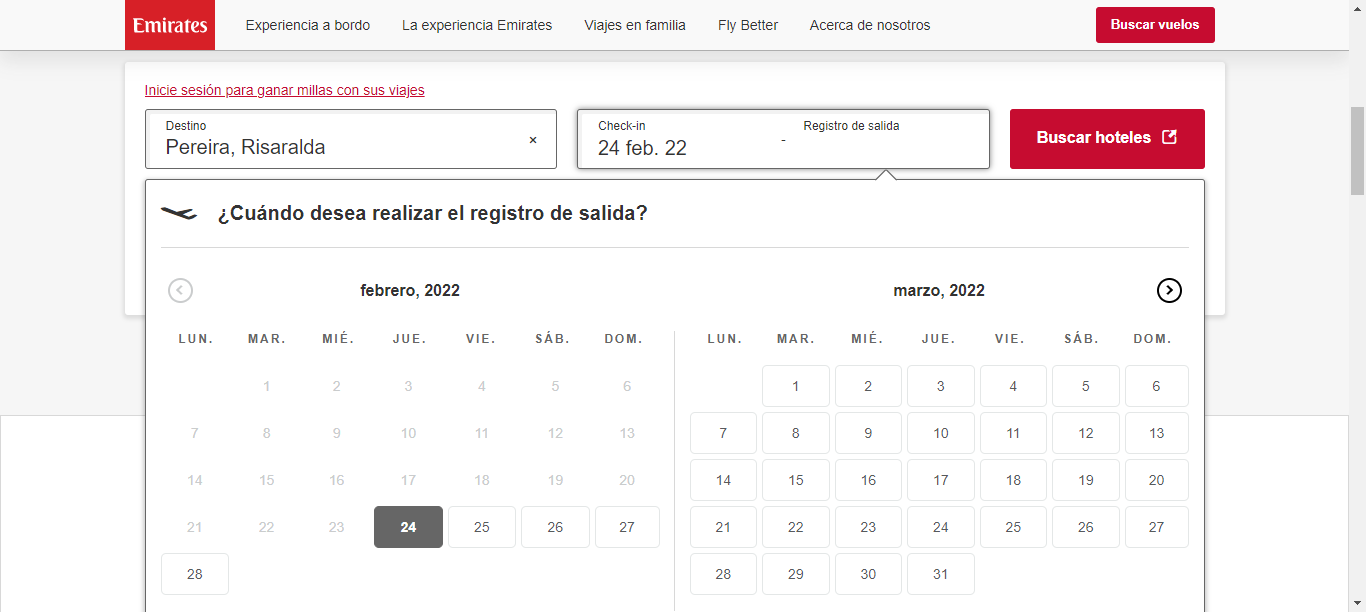 Emirates Experiencia a bordo La experiencia Emirates Viajes en familia Fly Better Acerca de nosotros Buscar vuelos
Inicie sesión para ganar millas con sus viajes
Destino Check-in Registro de salida
Pereira, Risaralda × 24 feb. 22 - Buscar hoteles
¿Cuándo desea realizar el registro de salida?
febrero, 2022 marzo, 2022
LUN. MAR. MIÉ. JUE. VIE. SÁB. DOM. LUN. MAR. MIÉ. JUE. VIE. SÁB. DOM.
1 2 3 4 5 6 1 2 3 4 5 6
7 8 9 10 11 12 13 7 8 9 10 11 12 13
14 15 16 17 18 19 20 14 15 16 17 18 19 20
21 22 23 24 25 26 27 21 22 23 24 25 26 27
28 28 29 30 31